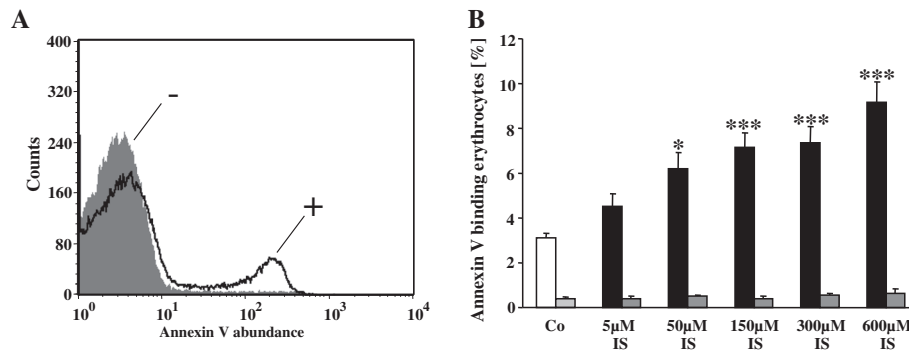 A
B
400
320
240
160
80
0
Counts
-
+
10^0 10^1 10^2 10^3 10^4
Annexin V abundance
Annexin V binding erythrocytes [%]
12
10
8
6
4
2
0
*
***
***
***
Co 5µM IS 50µM IS 150µM IS 300µM IS 600µM IS